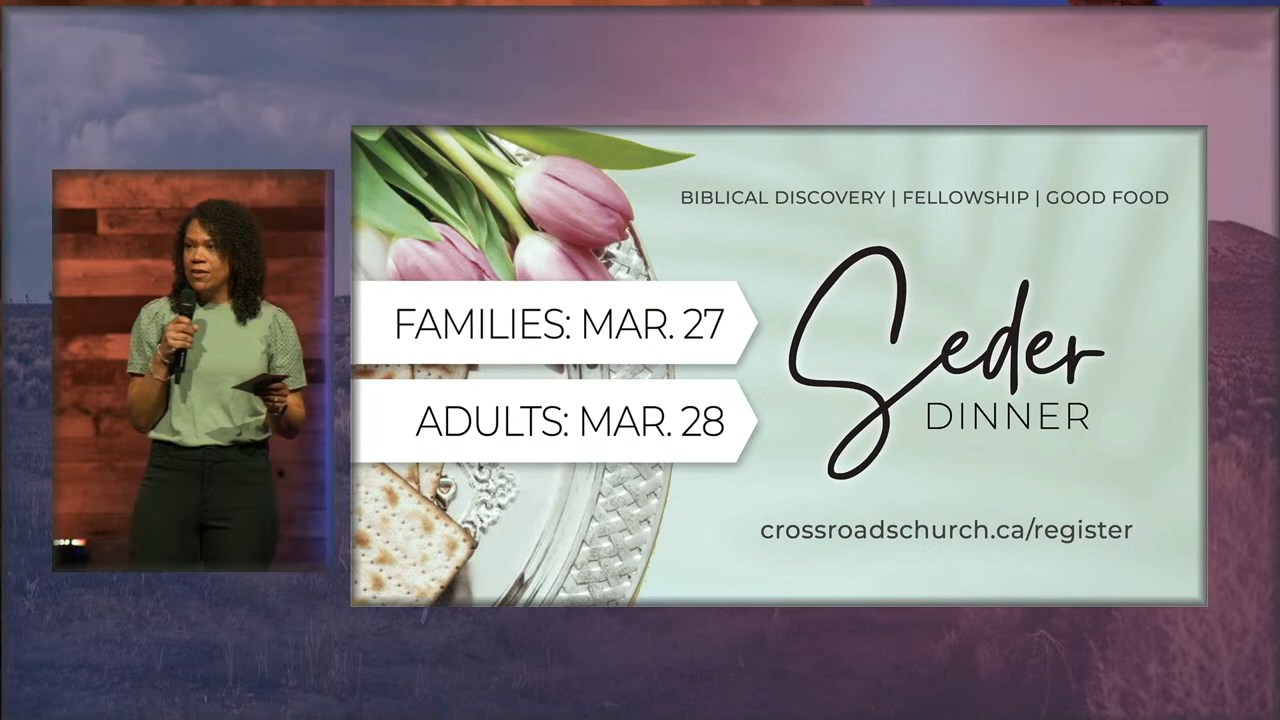 BIBLICAL DISCOVERY | FELLOWSHIP | GOOD FOOD
FAMILIES: MAR. 27
ADULTS: MAR. 28
Seder
DINNER
crossroadschurch.ca/register